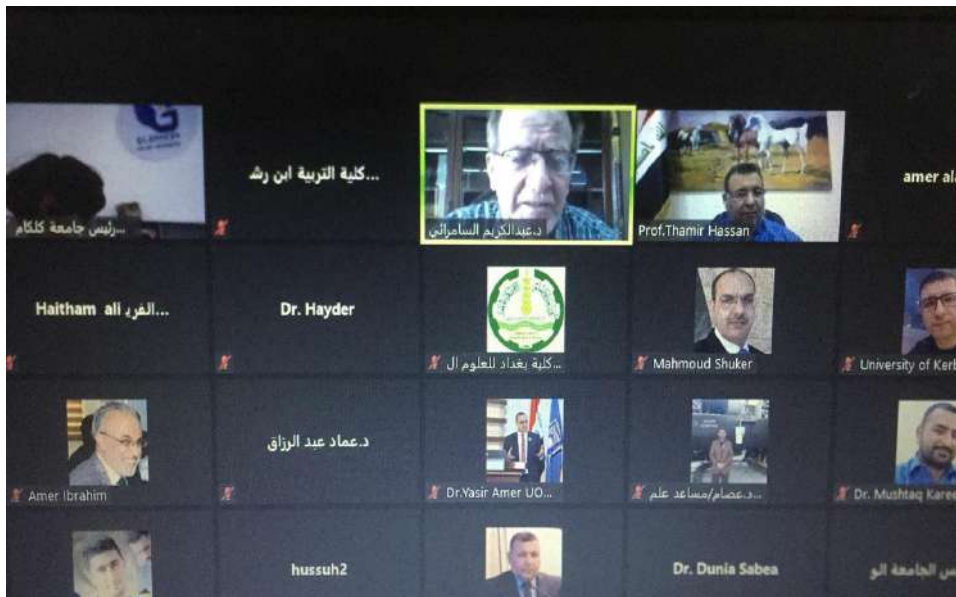 رئيس جامعة كلكام...
كلية التربية ابن رشد...
د.عبدالكريم السامرائي
Prof.Thamir Hassan
amer al
Haitham ali الفري...
Dr. Hayder
كلية بغداد للعلوم ال...
Mahmoud Shuker
University of Kerb
Amer Ibrahim
د.عماد عبد الرزاق
Dr.Yasir Amer UO...
د.عصام/مساعد علم...
Dr. Mushtaq Karee
hussuh2
Dr. Dunia Sabea
س الجامعة الو